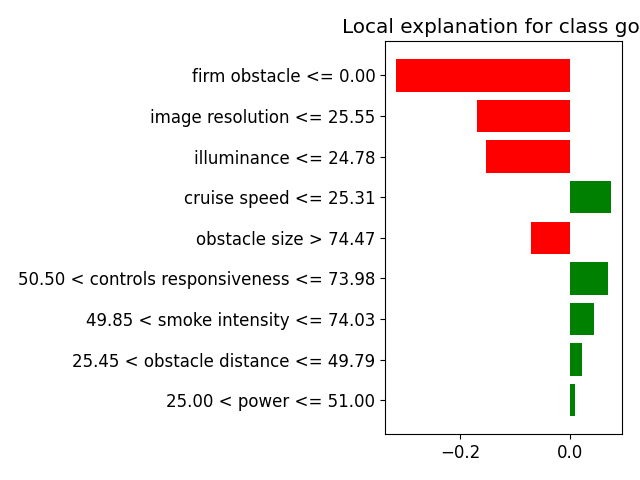 Local explanation for class go
firm obstacle <= 0.00
image resolution <= 25.55
illuminance <= 24.78
cruise speed <= 25.31
obstacle size > 74.47
50.50 < controls responsiveness <= 73.98
49.85 < smoke intensity <= 74.03
25.45 < obstacle distance <= 49.79
25.00 < power <= 51.00
−0.2 0.0